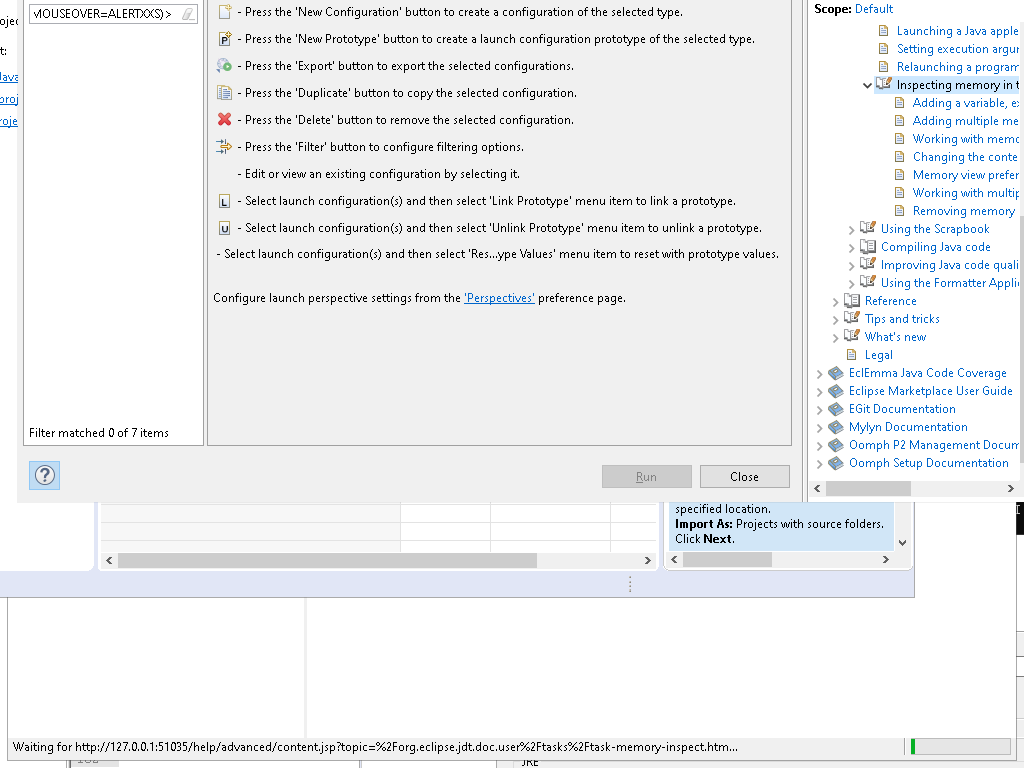 MOUSEOVER=ALERTXXS)>
- Press the 'New Configuration' button to create a configuration of the selected type.
- Press the 'New Prototype' button to create a launch configuration prototype of the selected type.
- Press the 'Export' button to export the selected configurations.
- Press the 'Duplicate' button to copy the selected configuration.
- Press the 'Delete' button to remove the selected configuration.
- Press the 'Filter' button to configure filtering options.
- Edit or view an existing configuration by selecting it.
- Select launch configuration(s) and then select 'Link Prototype' menu item to link a prototype.
- Select launch configuration(s) and then select 'Unlink Prototype' menu item to unlink a prototype.
- Select launch configuration(s) and then select 'Res...ype Values' menu item to reset with prototype values.
Configure launch perspective settings from the 'Perspectives' preference page.
Filter matched 0 of 7 items
Run
Close
Scope: Default
Launching a Java apple
Setting execution argur
Relaunching a program
Inspecting memory in t
Adding a variable, ex
Adding multiple me
Working with memo
Changing the conte
Memory view prefer
Working with multip
Removing memory
Using the Scrapbook
Compiling Java code
Improving Java code quali
Using the Formatter Appli
Reference
Tips and tricks
What's new
Legal
EclEmma Java Code Coverage
Eclipse Marketplace User Guide
EGit Documentation
Mylyn Documentation
Oomph P2 Management Docum
Oomph Setup Documentation
specified location.
Import As: Projects with source folders.
Click Next.
Waiting for http://127.0.0.1:51035/help/advanced/content.jsp?topic=%2Forg.eclipse.jdt.doc.user%2Ftasks%2Ftask-memory-inspect.htm...
JRE